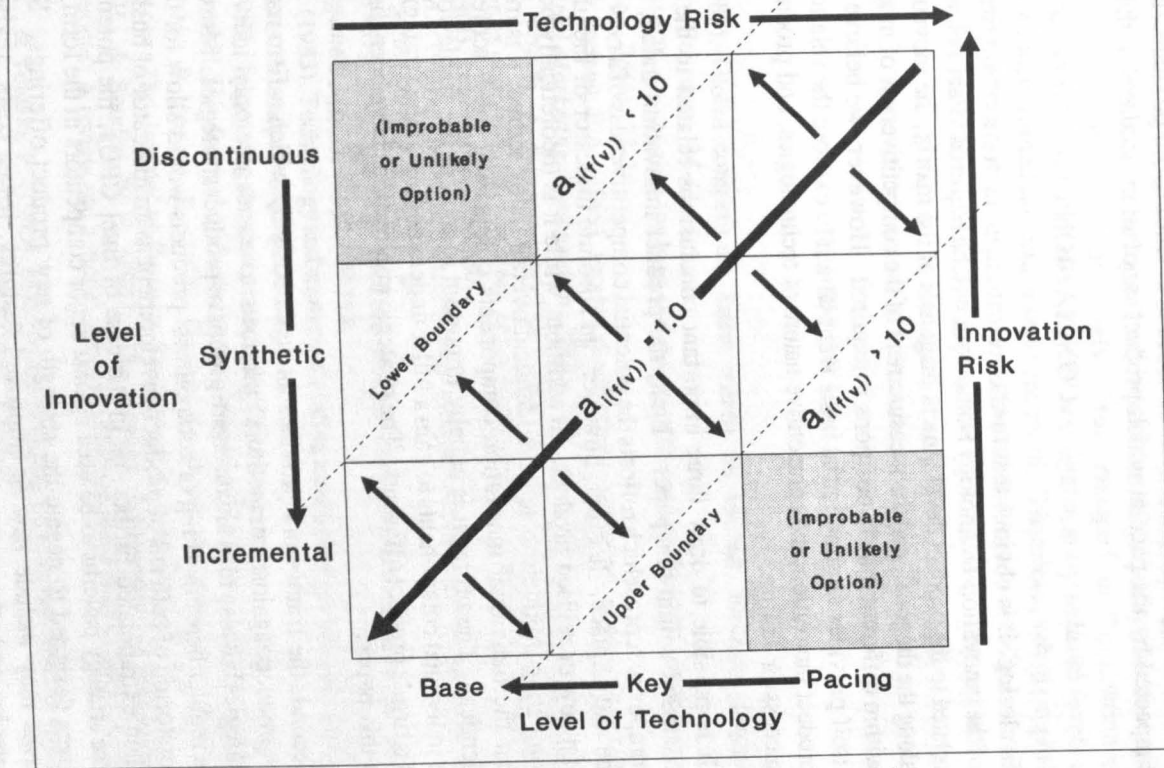 Technology Risk
(Improbable
or Unlikely
Option)
a i(f(v)) < 1.0
Discontinuous
Level
of
Innovation
Synthetic
Incremental
Lower Boundary
a i(f(v)) = 1.0
a i(f(v)) > 1.0
Innovation
Risk
Upper Boundary
(Improbable
or Unlikely
Option)
Base Key Pacing
Level of Technology